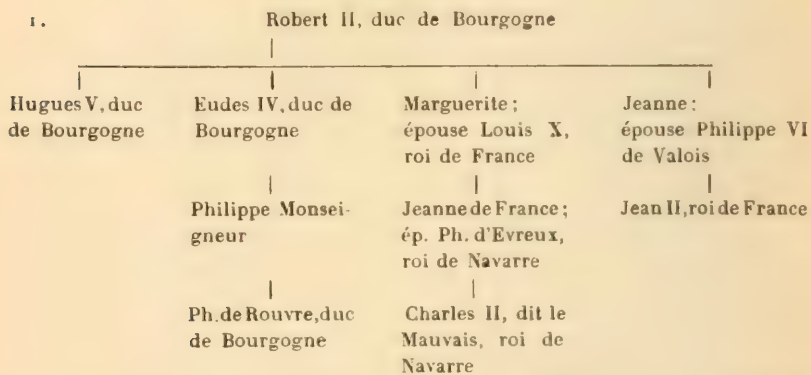 1. Robert II, duc de Bourgogne
Hugues V, duc
de Bourgogne
Eudes IV, duc de
Bourgogne
Marguerite;
épouse Louis X,
roi de France
Jeanne:
épouse Philippe VI
de Valois
Philippe Monsei-
gneur
Jeanne de France;
ép. Ph. d'Evreux,
roi de Navarre
Jean II, roi de France
Ph. de Rouvre, duc
de Bourgogne
Charles II, dit le
Mauvais, roi de
Navarre